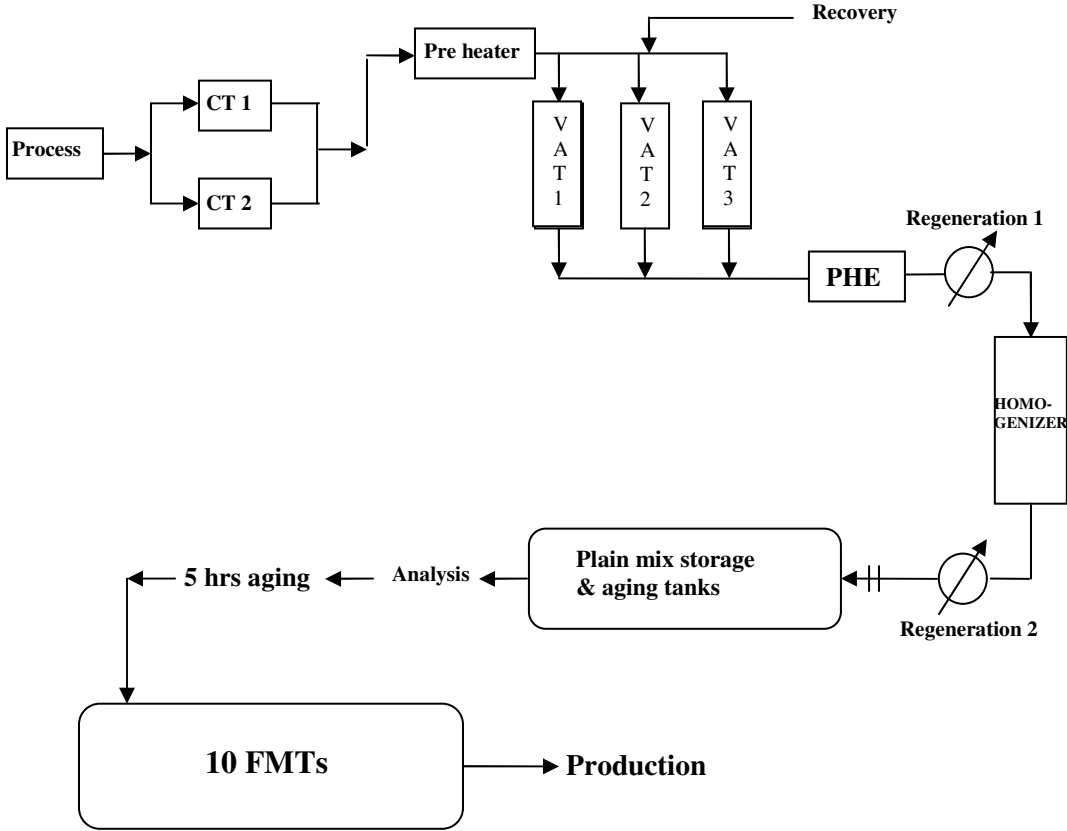 Recovery
Pre heater
CT 1
Process
CT 2
V
A
T
1
V
A
T
2
V
A
T
3
Regeneration 1
PHE
HOMO-
GENIZER
Plain mix storage
& aging tanks
Analysis
5 hrs aging
Regeneration 2
10 FMTs
Production